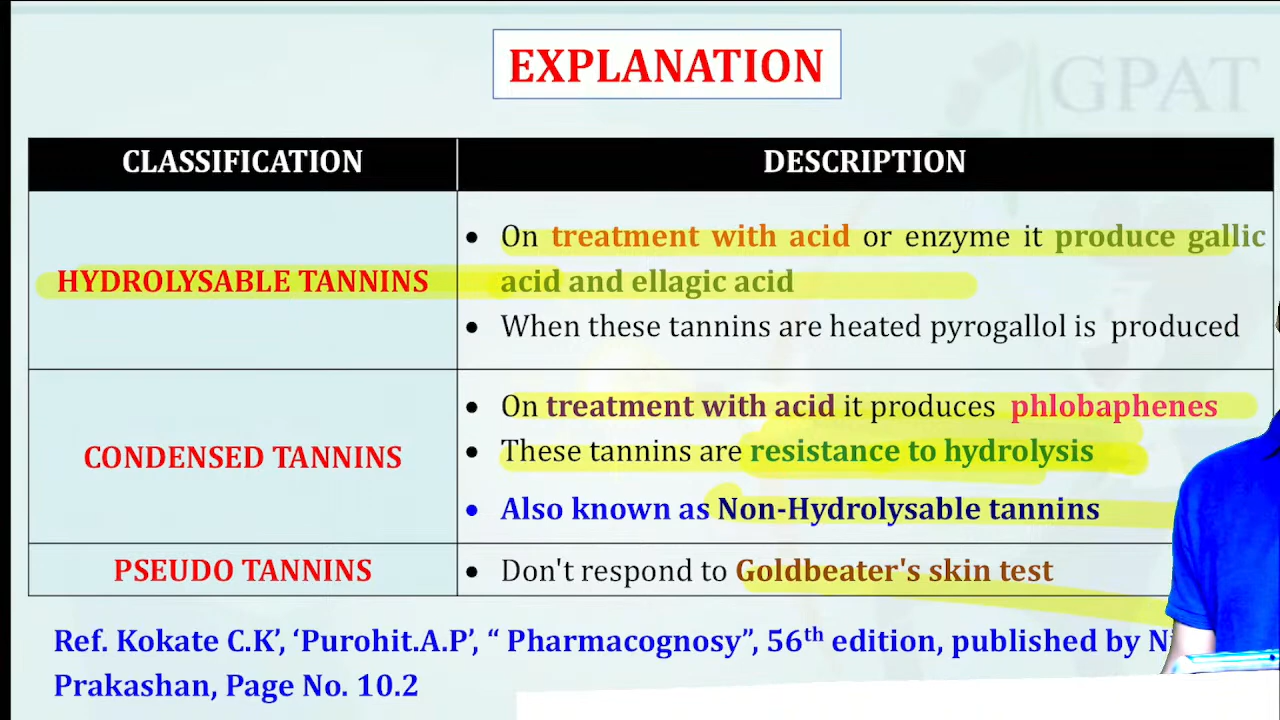 GPAT
EXPLANATION
CLASSIFICATION
DESCRIPTION
HYDROLYSABLE TANNINS
• On treatment with acid or enzyme it produce gallic
acid and ellagic acid
• When these tannins are heated pyrogallol is produced
CONDENSED TANNINS
• On treatment with acid it produces phlobaphenes
• These tannins are resistance to hydrolysis
• Also known as Non-Hydrolysable tannins
PSEUDO TANNINS
• Don't respond to Goldbeater's skin test
Ref. Kokate C.K’, ‘Purohit.A.P’, “ Pharmacognosy”, 56th edition, published by
Prakashan, Page No. 10.2